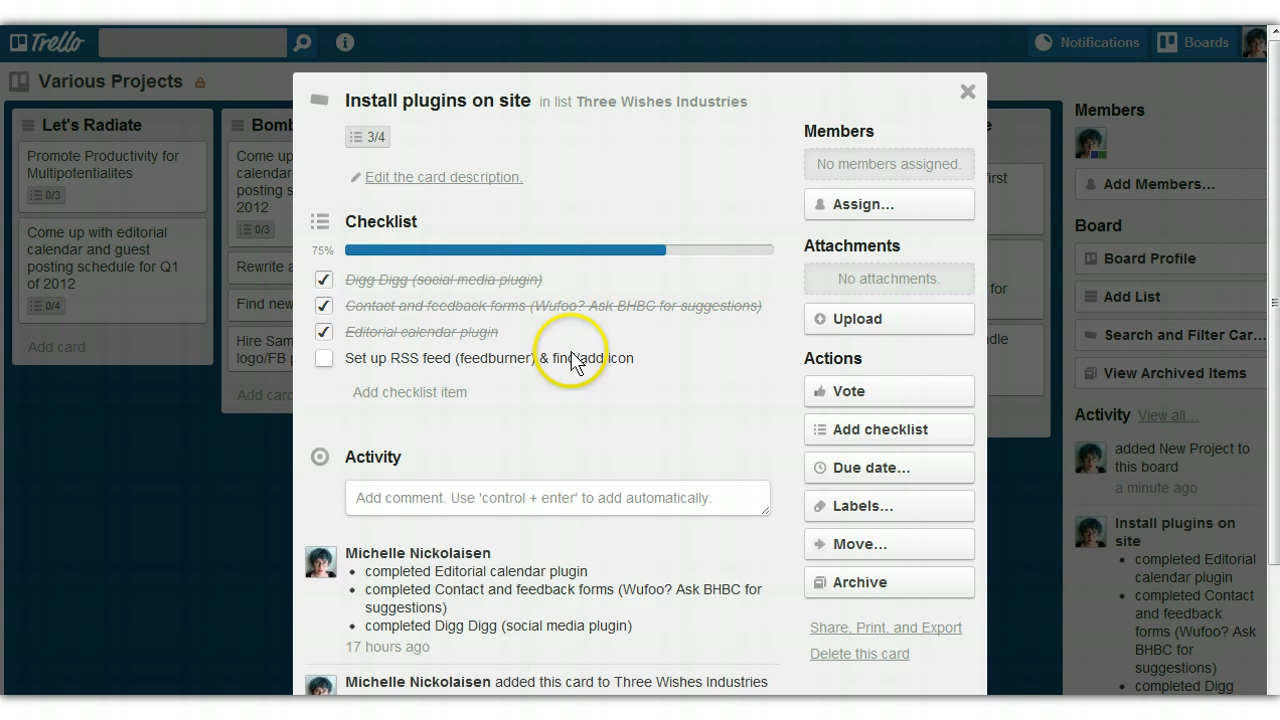 Trello
Notifications
Boards
Various Projects
Let's Radiate
Promote Productivity for
Multipotentialites
0/3
Come up with editorial
calendar and guest
posting schedule for Q1
of 2012
0/4
Add card
Bomb
Come up
calendar
posting s
2012
0/3
Rewrite a
Find new
Hire Sam
logo/FB p
Add card
Install plugins on site in list Three Wishes Industries
3/4
Edit the card description.
Checklist
75%
Digg Digg (social media plugin)
Contact and feedback forms (Wufoo? Ask BHBC for suggestions)
Editorial calendar plugin
Set up RSS feed (feedburner) & find/add icon
Add checklist item
Activity
Add comment. Use 'control + enter' to add automatically.
Michelle Nickolaisen
• completed Editorial calendar plugin
• completed Contact and feedback forms (Wufoo? Ask BHBC for
suggestions)
• completed Digg Digg (social media plugin)
17 hours ago
Michelle Nickolaisen added this card to Three Wishes Industries
Members
No members assigned.
Assign...
Attachments
No attachments.
Upload
Actions
Vote
Add checklist
Due date...
Labels...
Move...
Archive
Share, Print, and Export
Delete this card
e
first
for
Members
Add Members...
Board
Board Profile
Add List
Search and Filter Car...
View Archived Items
Activity View all...
added New Project to
this board
a minute ago
Install plugins on
site
• completed Editorial
calendar plugin
• completed Contact
and feedback
forms (Wufoo? Ask
BHBC for
suggestions)
• completed Digg